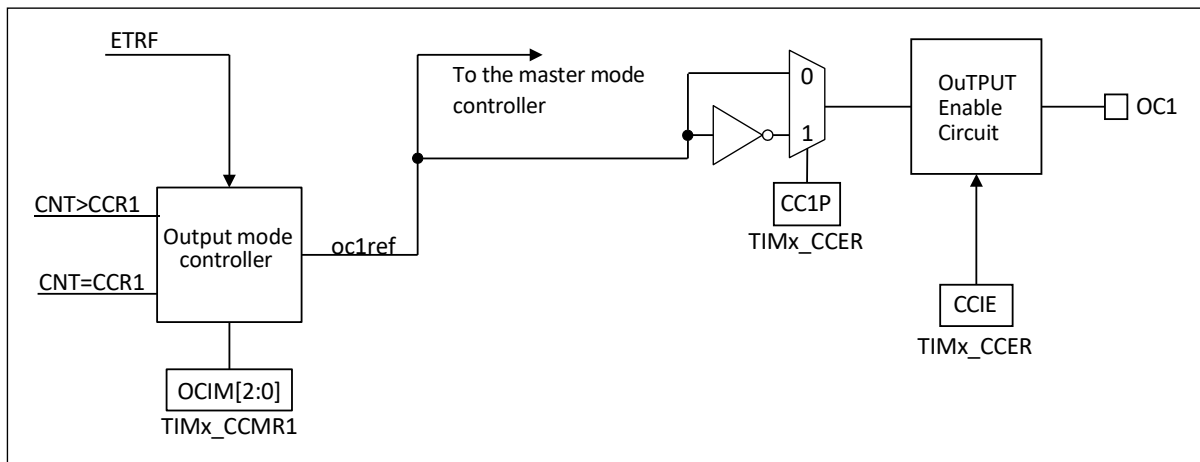 ETRF
To the master mode
controller
0
1
OuTPUT
Enable
Circuit
OC1
CC1P
TIMx_CCER
CNT>CCR1
Output mode
controller
oc1ref
CNT=CCR1
CCIE
TIMx_CCER
OCIM[2:0]
TIMx_CCMR1